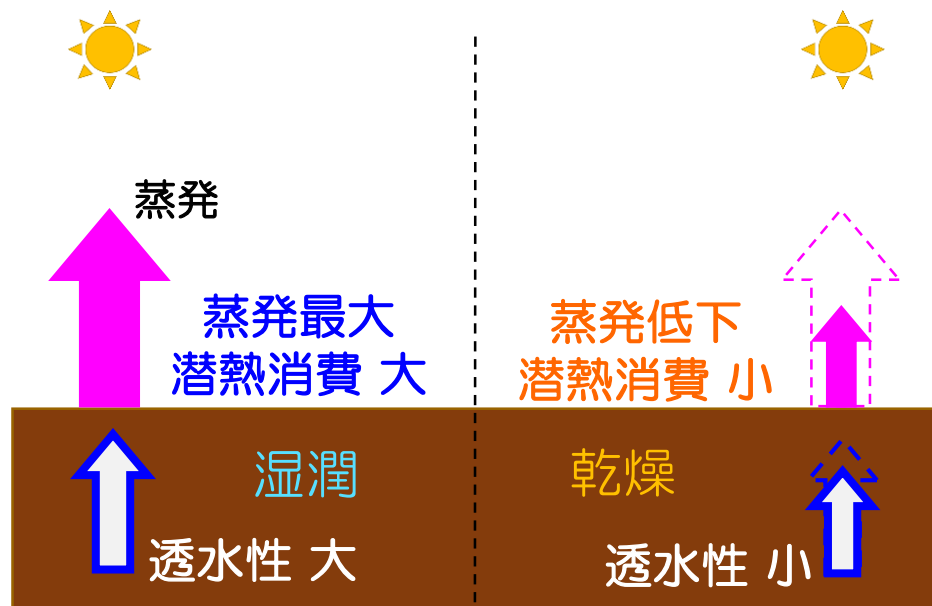 蒸発
蒸発最大
潜熱消費 大
湿潤
透水性 大
蒸発低下
潜熱消費 小
乾燥
透水性 小